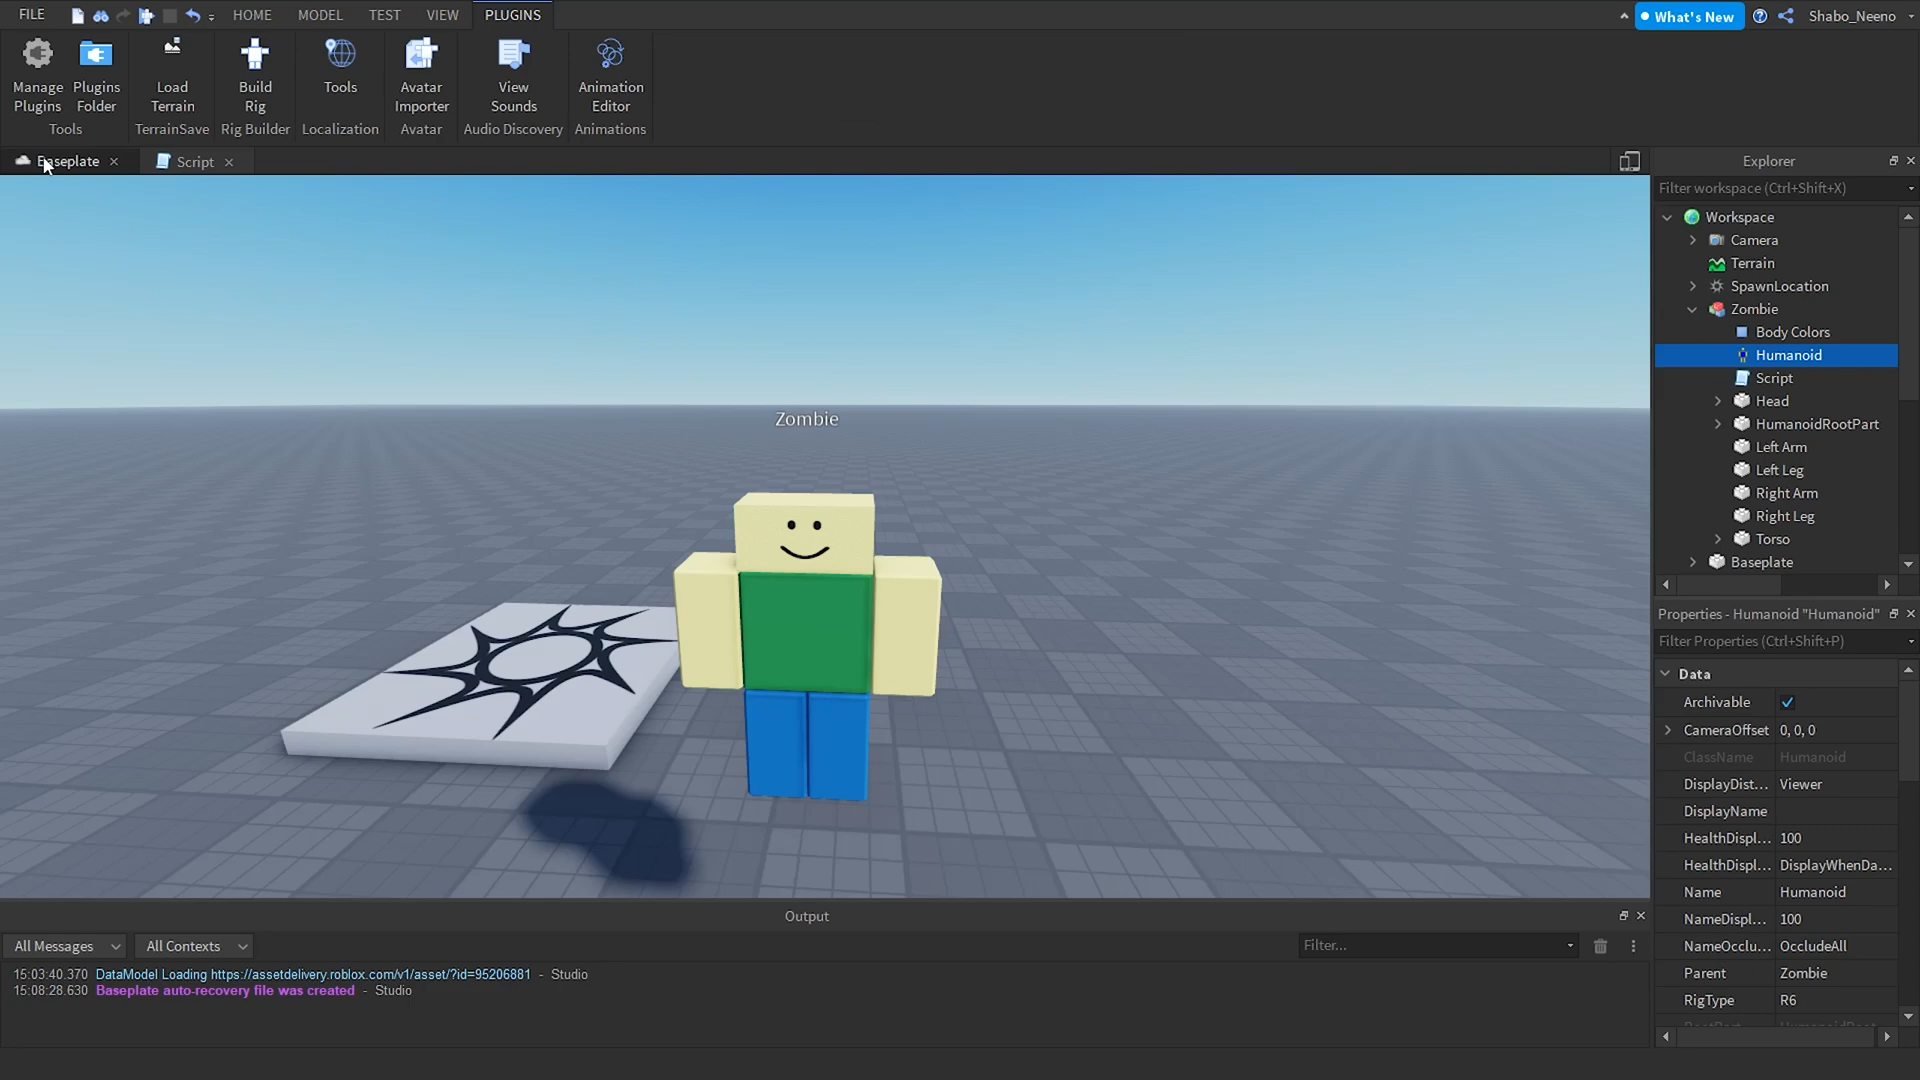 FILE HOME MODEL TEST VIEW PLUGINS What's New Shabo_Neeno
Manage Plugins
Plugins Folder
Load Terrain
Build Rig
Tools
Avatar Importer
View Sounds
Animation Editor
Tools TerrainSave Rig Builder Localization Avatar Audio Discovery Animations
Baseplate Script
Zombie
Explorer
Filter workspace (Ctrl+Shift+X)
Workspace
Camera
Terrain
SpawnLocation
Zombie
Body Colors
Humanoid
Script
Head
HumanoidRootPart
Left Arm
Left Leg
Right Arm
Right Leg
Torso
Baseplate
Properties - Humanoid "Humanoid"
Filter Properties (Ctrl+Shift+P)
Data
Archivable
CameraOffset 0, 0, 0
ClassName Humanoid
DisplayDist... Viewer
DisplayName
HealthDispl... 100
HealthDispl... DisplayWhenDa...
Name Humanoid
NameDispl... 100
NameOcclu... OccludeAll
Parent Zombie
RigType R6
Output
All Messages All Contexts Filter...
15:03:40.370 DataModel Loading https://assetdelivery.roblox.com/v1/asset/?id=95206881 - Studio
15:08:28.630 Baseplate auto-recovery file was created - Studio